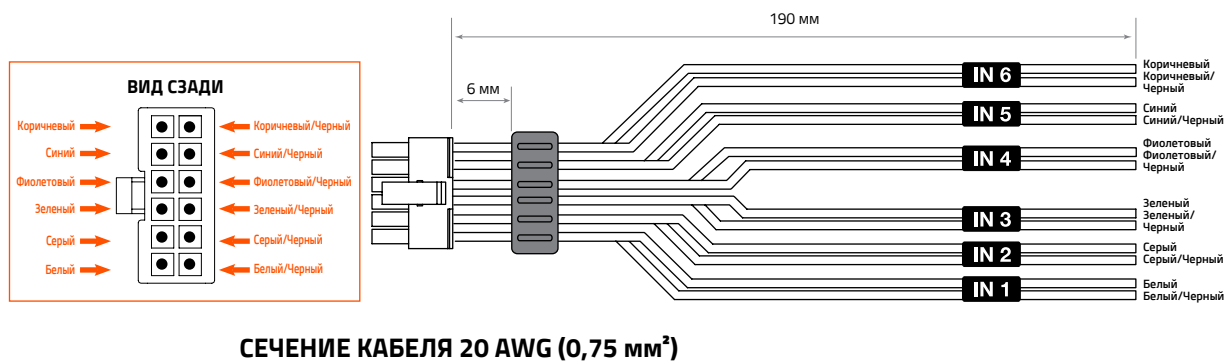 190 мм
6 мм
ВИД СЗАДИ
Коричневый
Коричневый/Черный
Синий
Синий/Черный
Фиолетовый
Фиолетовый/Черный
Зеленый
Зеленый/Черный
Серый
Серый/Черный
Белый
Белый/Черный
IN 6
Коричневый
Коричневый/
Черный
IN 5
Синий
Синий/Черный
IN 4
Фиолетовый
Фиолетовый/
Черный
IN 3
Зеленый
Зеленый/
Черный
IN 2
Серый
Серый/Черный
IN 1
Белый
Белый/Черный
СЕЧЕНИЕ КАБЕЛЯ 20 AWG (0,75 мм²)